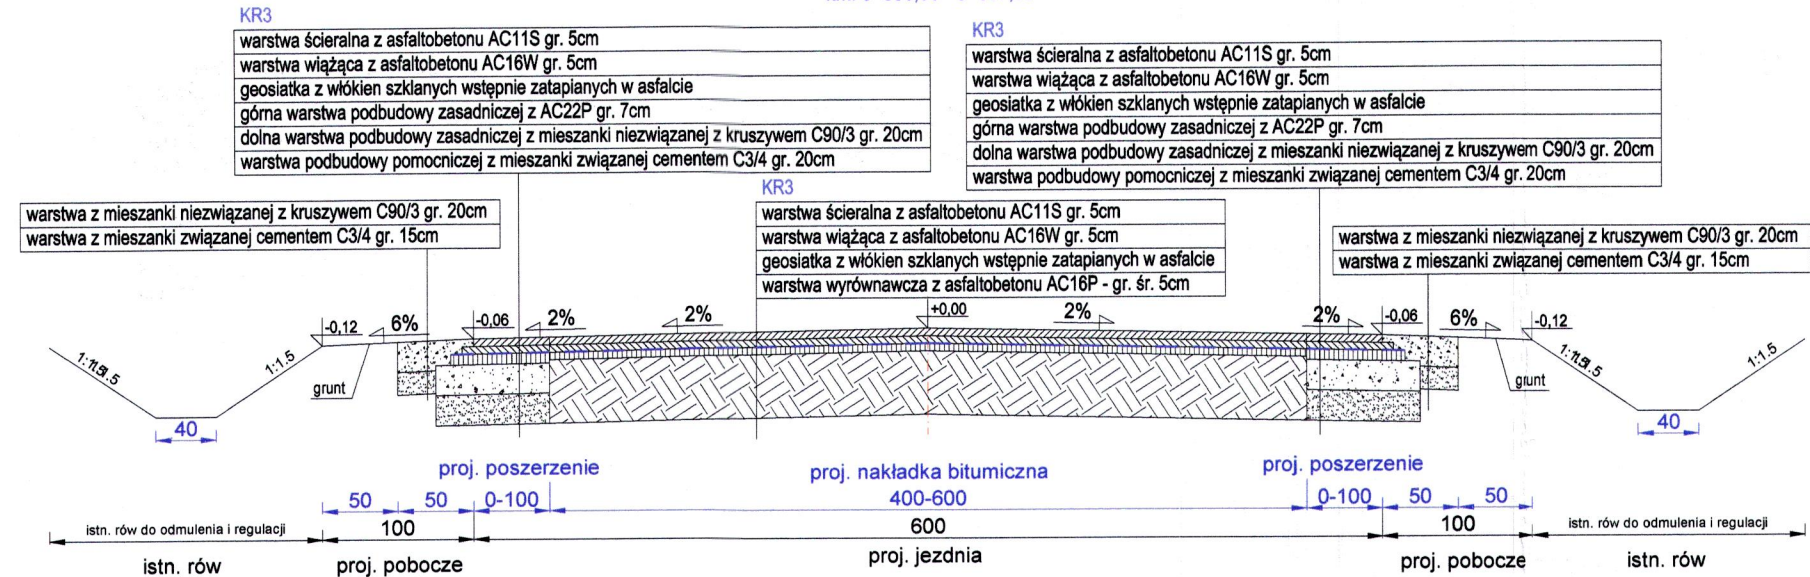 KR3
warstwa ścieralna z asfaltobetonu AC11S gr. 5cm
warstwa wiążąca z asfaltobetonu AC16W gr. 5cm
geosiatka z włókien szklanych wstępnie zatapianych w asfalcie
górna warstwa podbudowy zasadniczej z AC22P gr. 7cm
dolna warstwa podbudowy zasadniczej z mieszanki niezwiązanej z kruszywem C90/3 gr. 20cm
warstwa podbudowy pomocniczej z mieszanki związanej cementem C3/4 gr. 20cm
KR3
warstwa ścieralna z asfaltobetonu AC11S gr. 5cm
warstwa wiążąca z asfaltobetonu AC16W gr. 5cm
geosiatka z włókien szklanych wstępnie zatapianych w asfalcie
górna warstwa podbudowy zasadniczej z AC22P gr. 7cm
dolna warstwa podbudowy zasadniczej z mieszanki niezwiązanej z kruszywem C90/3 gr. 20cm
warstwa podbudowy pomocniczej z mieszanki związanej cementem C3/4 gr. 20cm
warstwa z mieszanki niezwiązanej z kruszywem C90/3 gr. 20cm
warstwa z mieszanki związanej cementem C3/4 gr. 15cm
KR3
warstwa ścieralna z asfaltobetonu AC11S gr. 5cm
warstwa wiążąca z asfaltobetonu AC16W gr. 5cm
geosiatka z włókien szklanych wstępnie zatapianych w asfalcie
warstwa wyrównawcza z asfaltobetonu AC16P - gr. śr. 5cm
warstwa z mieszanki niezwiązanej z kruszywem C90/3 gr. 20cm
warstwa z mieszanki związanej cementem C3/4 gr. 15cm
-0,12 6% -0,06 2% 2% +0,00 2% 2% -0,06 6% -0,12
1:1.5 grunt grunt 1:1.5
40 40
proj. poszerzenie proj. nakładka bitumiczna proj. poszerzenie
50 50 0-100 400-600 0-100 50 50
istn. rów do odmulenia i regulacji 100 600 100 istn. rów do odmulenia i regulacji
istn. rów proj. pobocze proj. jezdnia proj. pobocze istn. rów